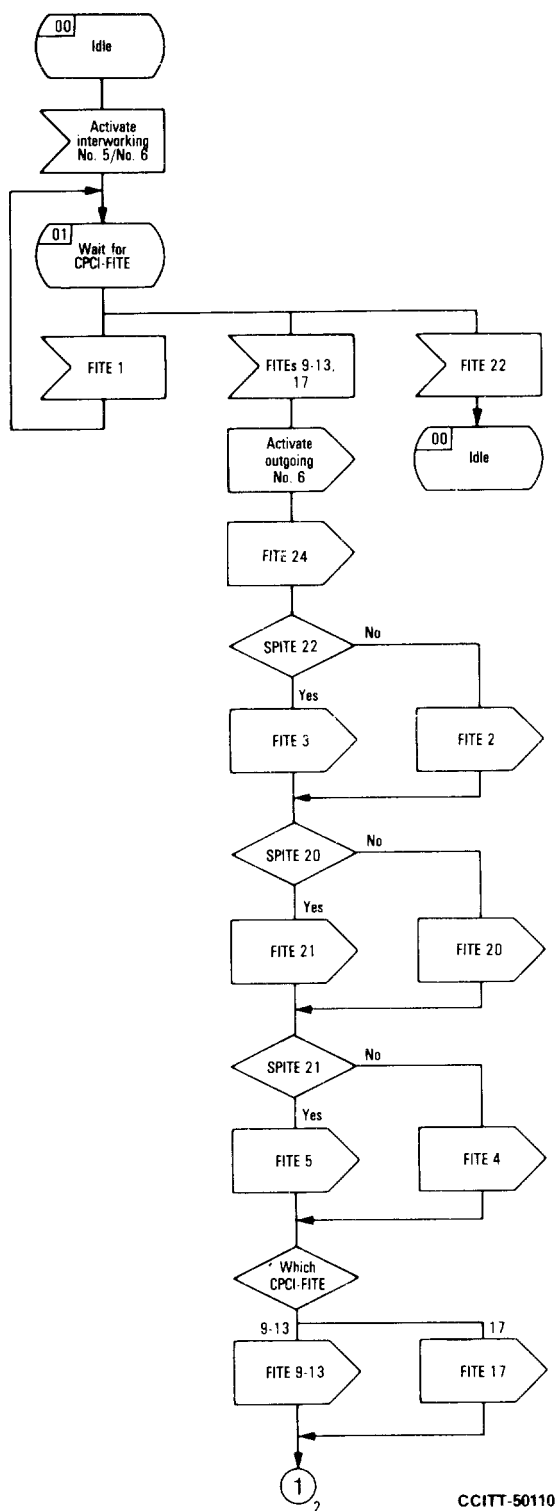 00
Idle
Activate
interworking
No. 5/No. 6
01
Wait for
CPCI-FITE
FITE 1
FITEs 9-13,
17
FITE 22
Activate
outgoing
No. 6
00
Idle
FITE 24
SPITE 22
No
Yes
FITE 3
FITE 2
SPITE 20
No
Yes
FITE 21
FITE 20
SPITE 21
No
Yes
FITE 5
FITE 4
Which
CPCI-FITE
9-13
17
FITE 9-13
FITE 17
1
2
CCITT-50110